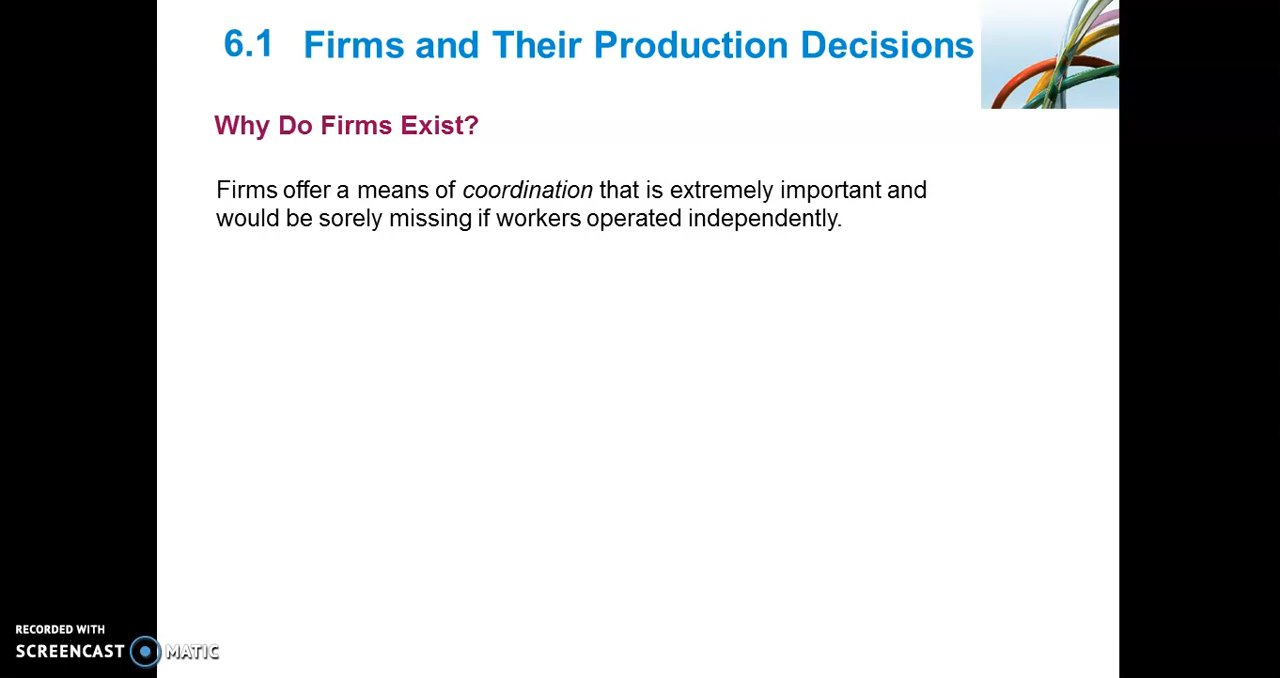 6.1 Firms and Their Production Decisions
Why Do Firms Exist?
Firms offer a means of coordination that is extremely important and
would be sorely missing if workers operated independently.
RECORDED WITH
SCREENCAST MATIC